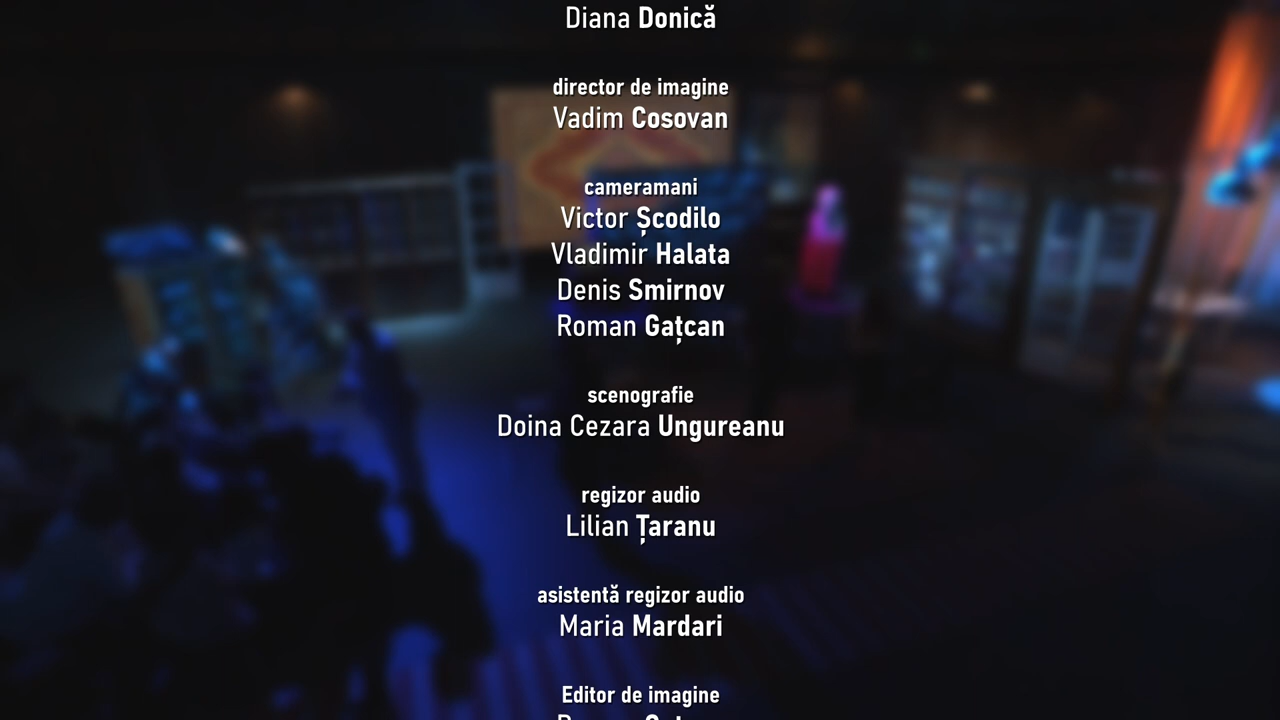 Diana Donică
director de imagine
Vadim Cosovan
cameramani
Victor Școdilo
Vladimir Halata
Denis Smirnov
Roman Gațcan
scenografie
Doina Cezara Ungureanu
regizor audio
Lilian Țaranu
asistentă regizor audio
Maria Mardari
Editor de imagine